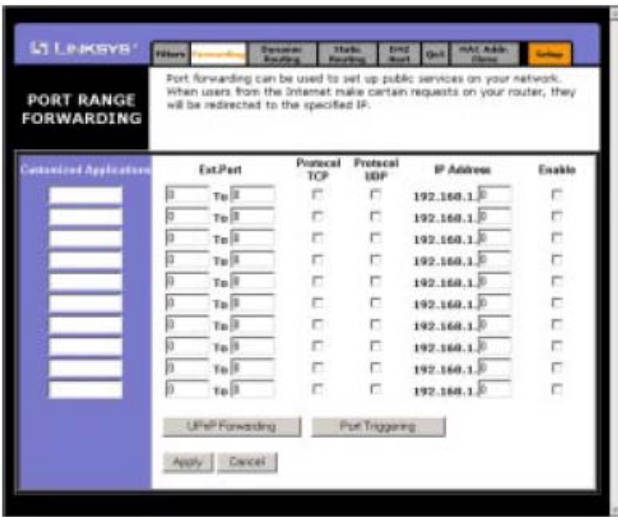 LINKSYS®
Filters Forwarding Dynamic Routing Static Routing DMZ Host QoS MAC Addr. Clone Setup
PORT RANGE FORWARDING
Port forwarding can be used to set up public services on your network.
When users from the Internet make certain requests on your router, they
will be redirected to the specified IP.
Customized Applications Ext.Port Protocol TCP Protocol UDP IP Address Enable
0 To 0 192.168.1.0
0 To 0 192.168.1.0
0 To 0 192.168.1.0
0 To 0 192.168.1.0
0 To 0 192.168.1.0
0 To 0 192.168.1.0
0 To 0 192.168.1.0
0 To 0 192.168.1.0
0 To 0 192.168.1.0
0 To 0 192.168.1.0
UPnP Forwarding Port Triggering
Apply Cancel